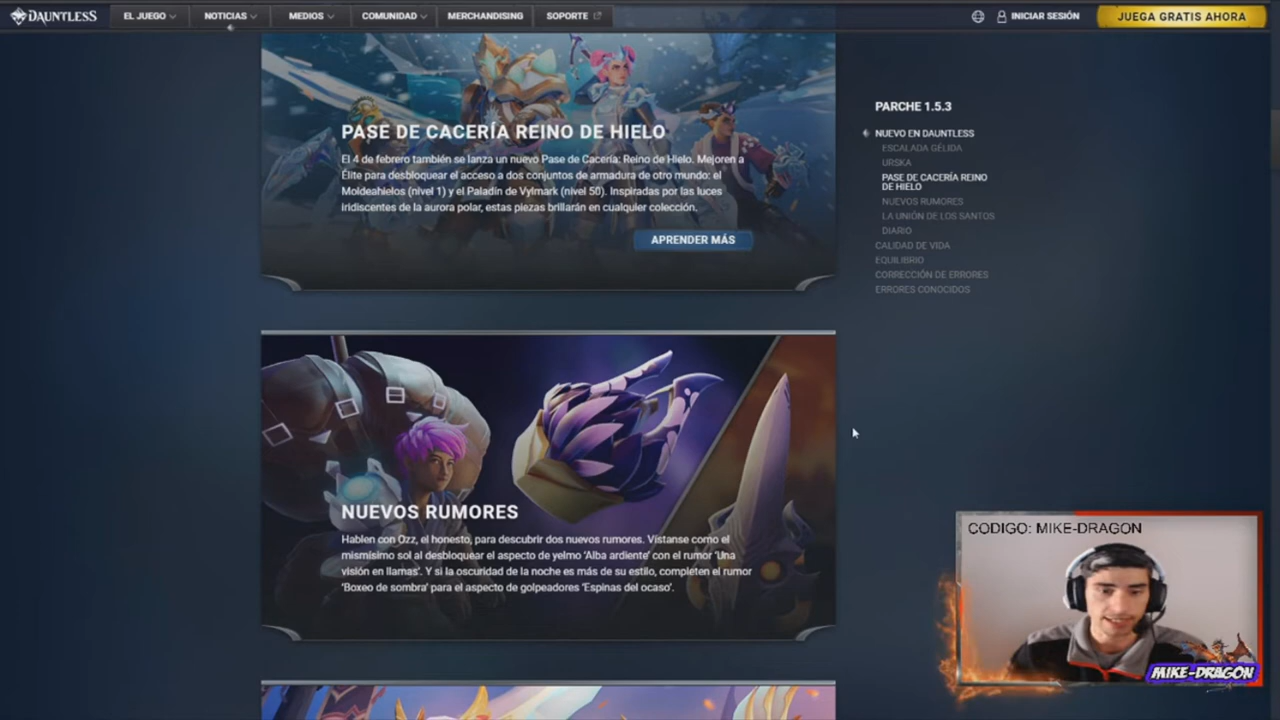 DAUNTLESS
EL JUEGO
NOTICIAS
MEDIOS
COMUNIDAD
MERCHANDISING
SOPORTE
INICIAR SESIÓN
JUEGA GRATIS AHORA
PASE DE CACERÍA REINO DE HIELO
El 4 de febrero también se lanza un nuevo Pase de Cacería: Reino de Hielo. Mejoren a
Élite para desbloquear el acceso a dos conjuntos de armadura de otro mundo: el
Moldeahielos (nivel 1) y el Paladín de Vylmark (nivel 50). Inspiradas por las luces
iridiscentes de la aurora polar, estas piezas brillarán en cualquier colección.
APRENDER MÁS
NUEVOS RUMORES
Hablen con Ozz, el honesto, para descubrir dos nuevos rumores. Vístanse como el
mismísimo sol al desbloquear el aspecto de yelmo 'Alba ardiente' con el rumor 'Una
visión en llamas'. Y si la oscuridad de la noche es más de su estilo, completen el rumor
'Boxeo de sombra' para el aspecto de golpeadores 'Espinas del ocaso'.
PARCHE 1.5.3
NUEVO EN DAUNTLESS
ESCALADA GÉLIDA
URSKA
PASE DE CACERÍA REINO
DE HIELO
NUEVOS RUMORES
LA UNIÓN DE LOS SANTOS
DIARIO
CALIDAD DE VIDA
EQUILIBRIO
CORRECCIÓN DE ERRORES
ERRORES CONOCIDOS
CODIGO: MIKE-DRAGON
MIKE-DRAGON